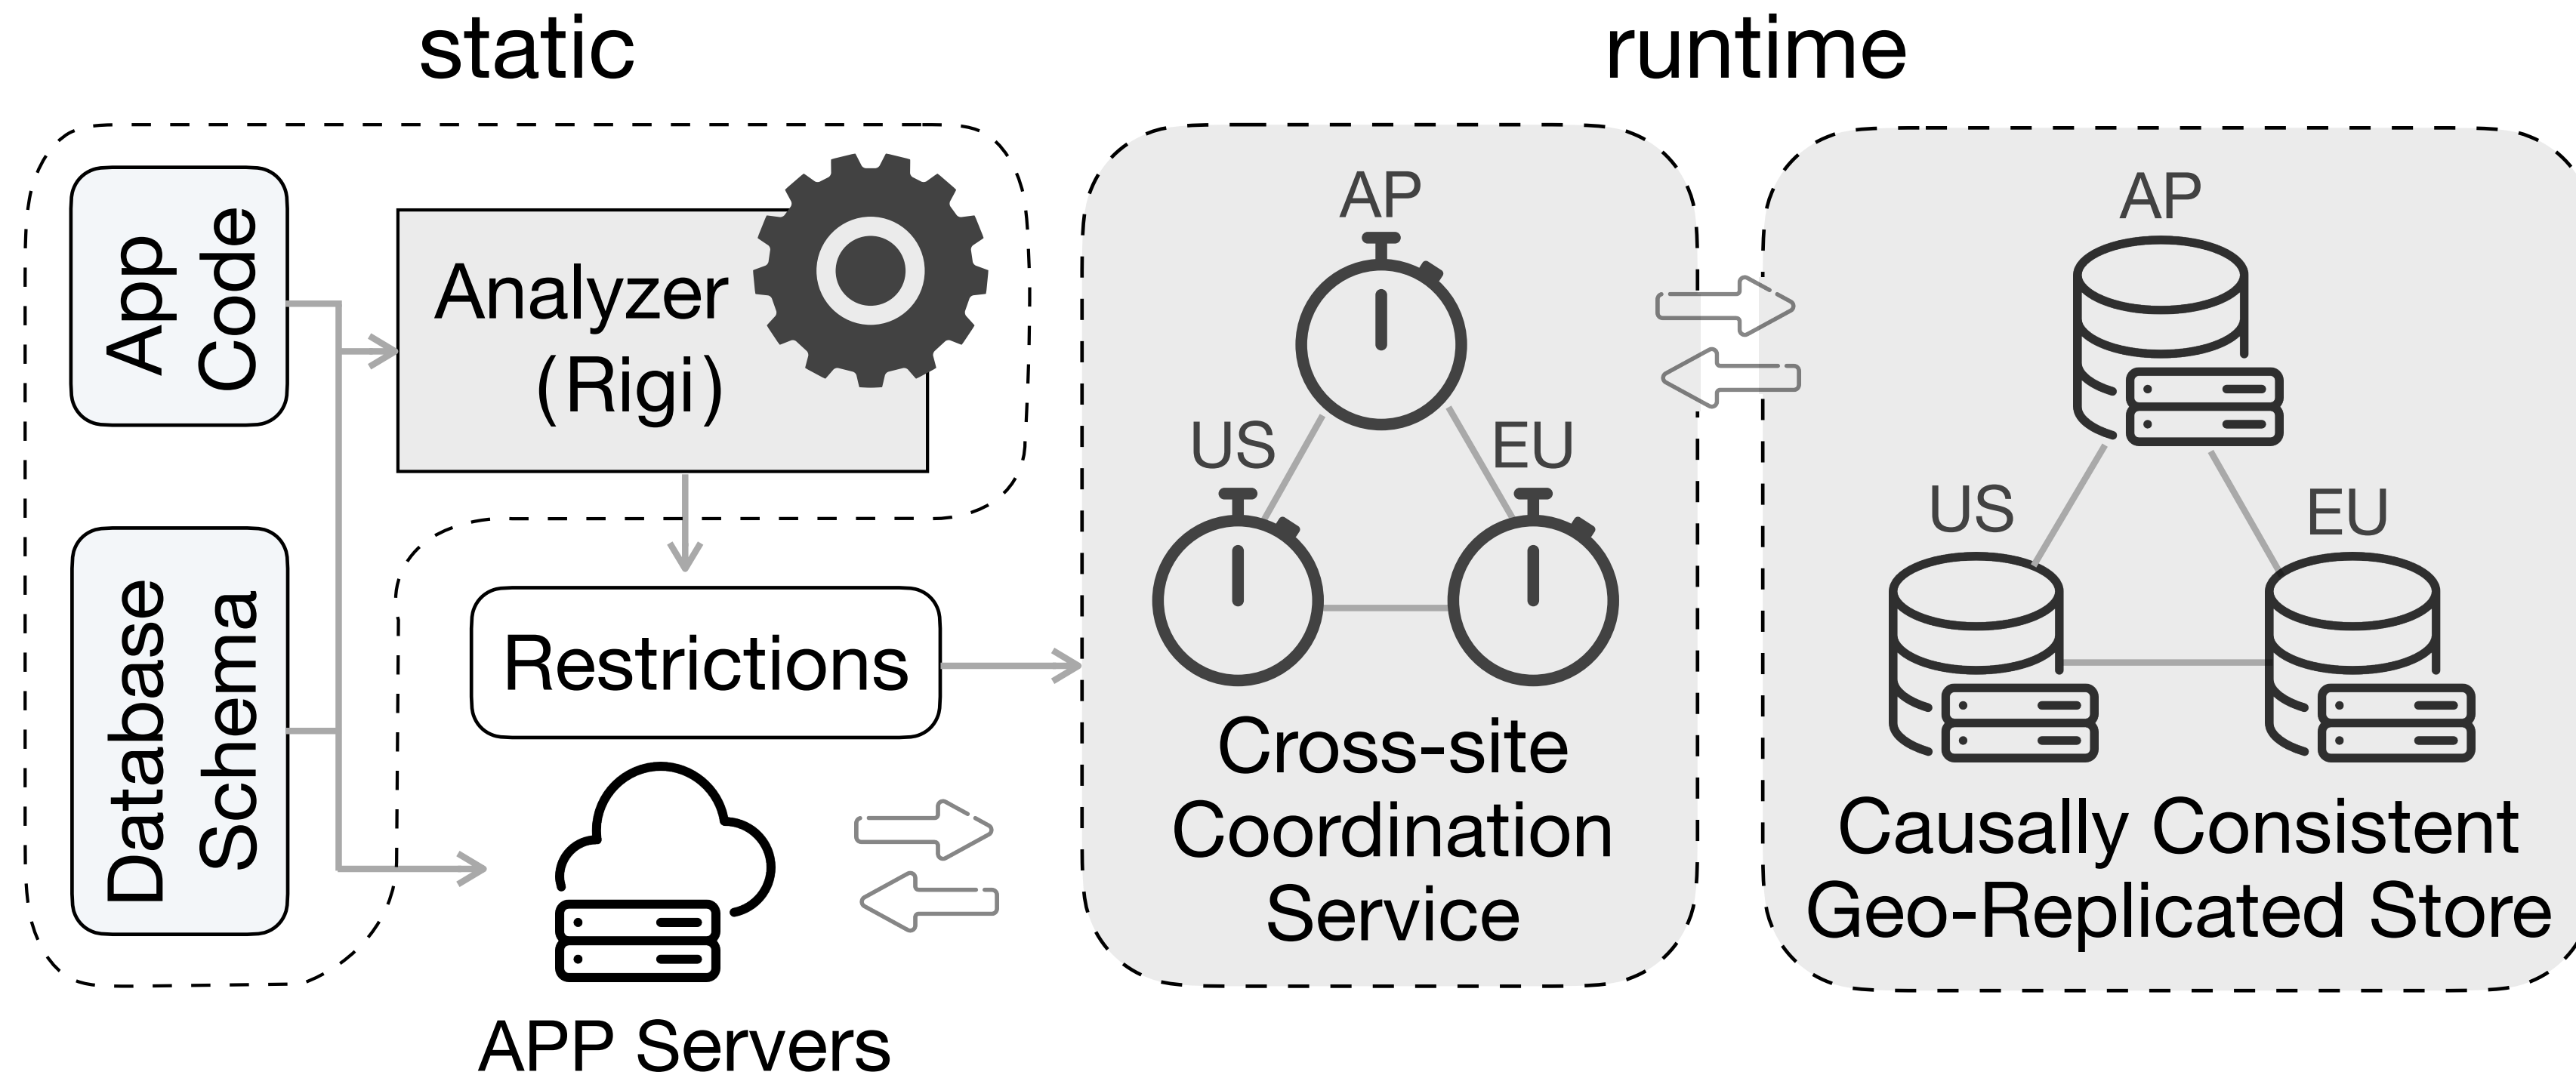 static
runtime
App
Code
Analyzer
(Rigi)
Database
Schema
Restrictions
APP Servers
AP
US
EU
Cross-site
Coordination
Service
AP
US
EU
Causally Consistent
Geo-Replicated Store